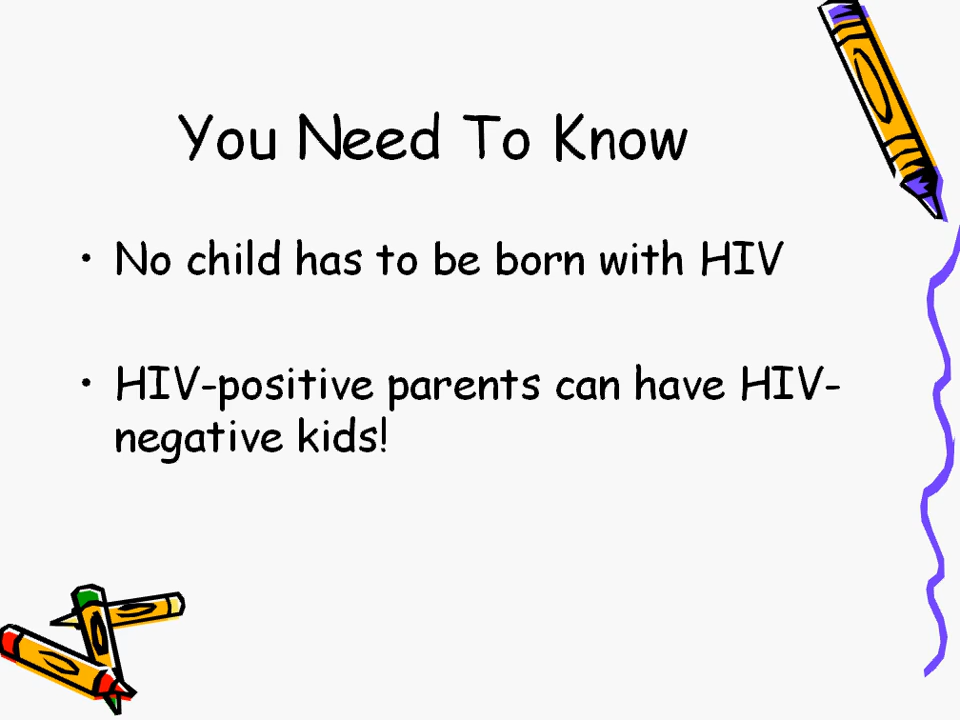 You Need To Know
• No child has to be born with HIV
• HIV-positive parents can have HIV-
negative kids!